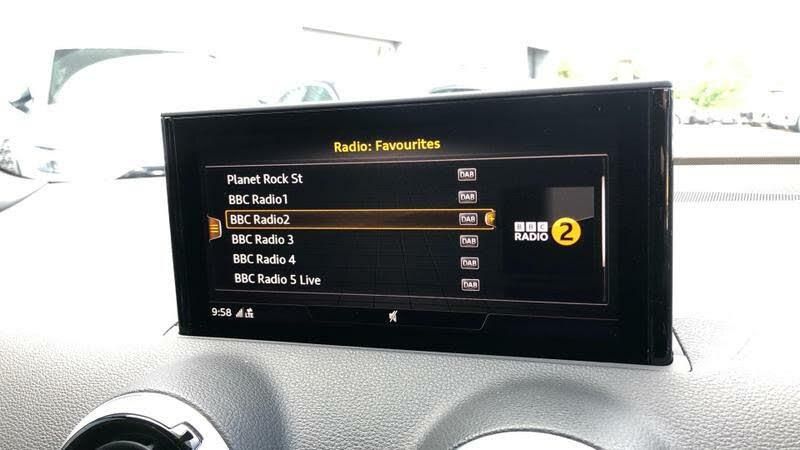 Radio: Favourites
Planet Rock St DAB
BBC Radio1 DAB
BBC Radio2 DAB
BBC Radio 3 DAB
BBC Radio 4 DAB
BBC Radio 5 Live DAB
BBC
RADIO 2
9:58 LTE